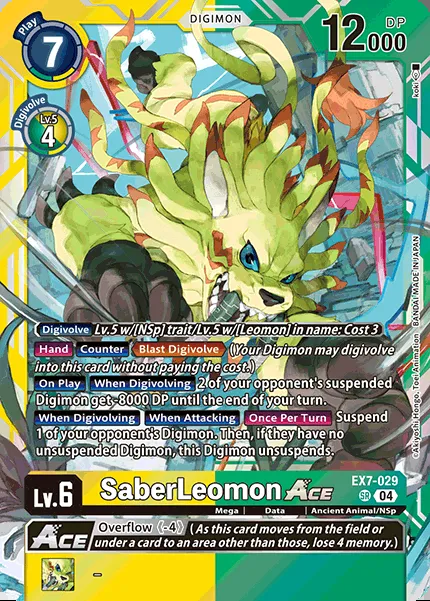 DIGIMON
Play
7
12000
DP
Digivolve
Lv.5
4
koki
©Akiyoshi Hongo, Toei Animation BANDAI MADE IN JAPAN
Digivolve Lv.5 w/[NSp] trait/Lv.5 w/[Leomon] in name: Cost 3
Hand Counter Blast Digivolve (Your Digimon may digivolve
into this card without paying the cost.)
On Play When Digivolving 2 of your opponent's suspended
Digimon get -8000 DP until the end of your turn.
When Digivolving When Attacking Once Per Turn Suspend
1 of your opponent's Digimon. Then, if they have no
unsuspended Digimon, this Digimon unsuspends.
EX7-029
Lv.6
SaberLeomon ACE
SR 04
Mega | Data | Ancient Animal/NSp
ACE Overflow 《-4》 (As this card moves from the field or
under a card to an area other than those, lose 4 memory.)
-